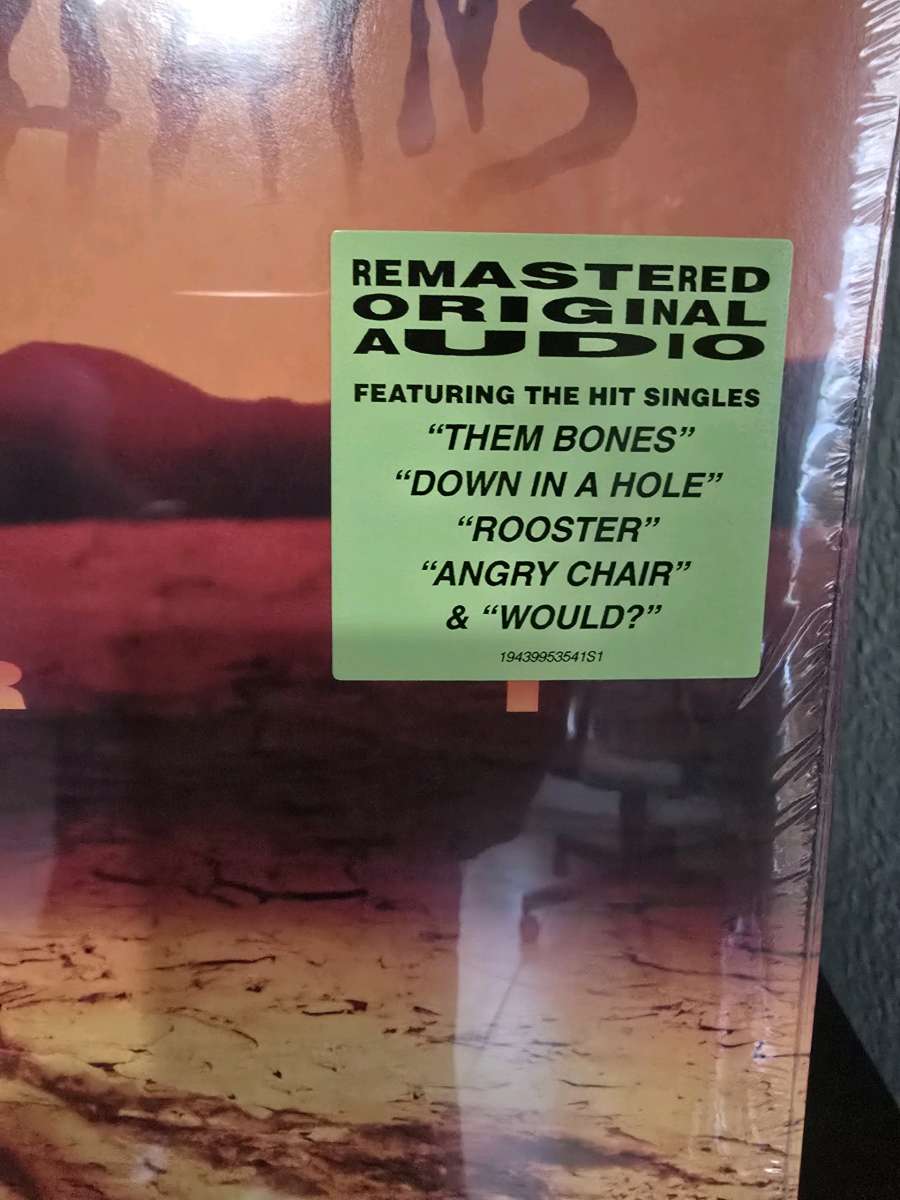 REMASTERED
ORIGINAL
AUDIO
FEATURING THE HIT SINGLES
“THEM BONES”
“DOWN IN A HOLE”
“ROOSTER”
“ANGRY CHAIR”
& “WOULD?”
19439953541S1
R T